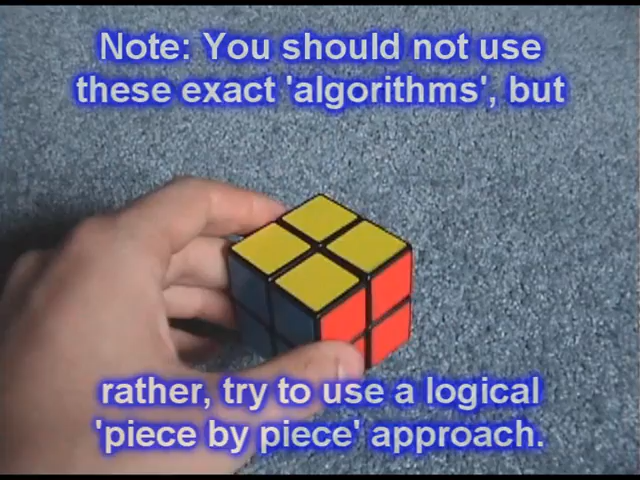 Note: You should not use
these exact 'algorithms', but
rather, try to use a logical
'piece by piece' approach.